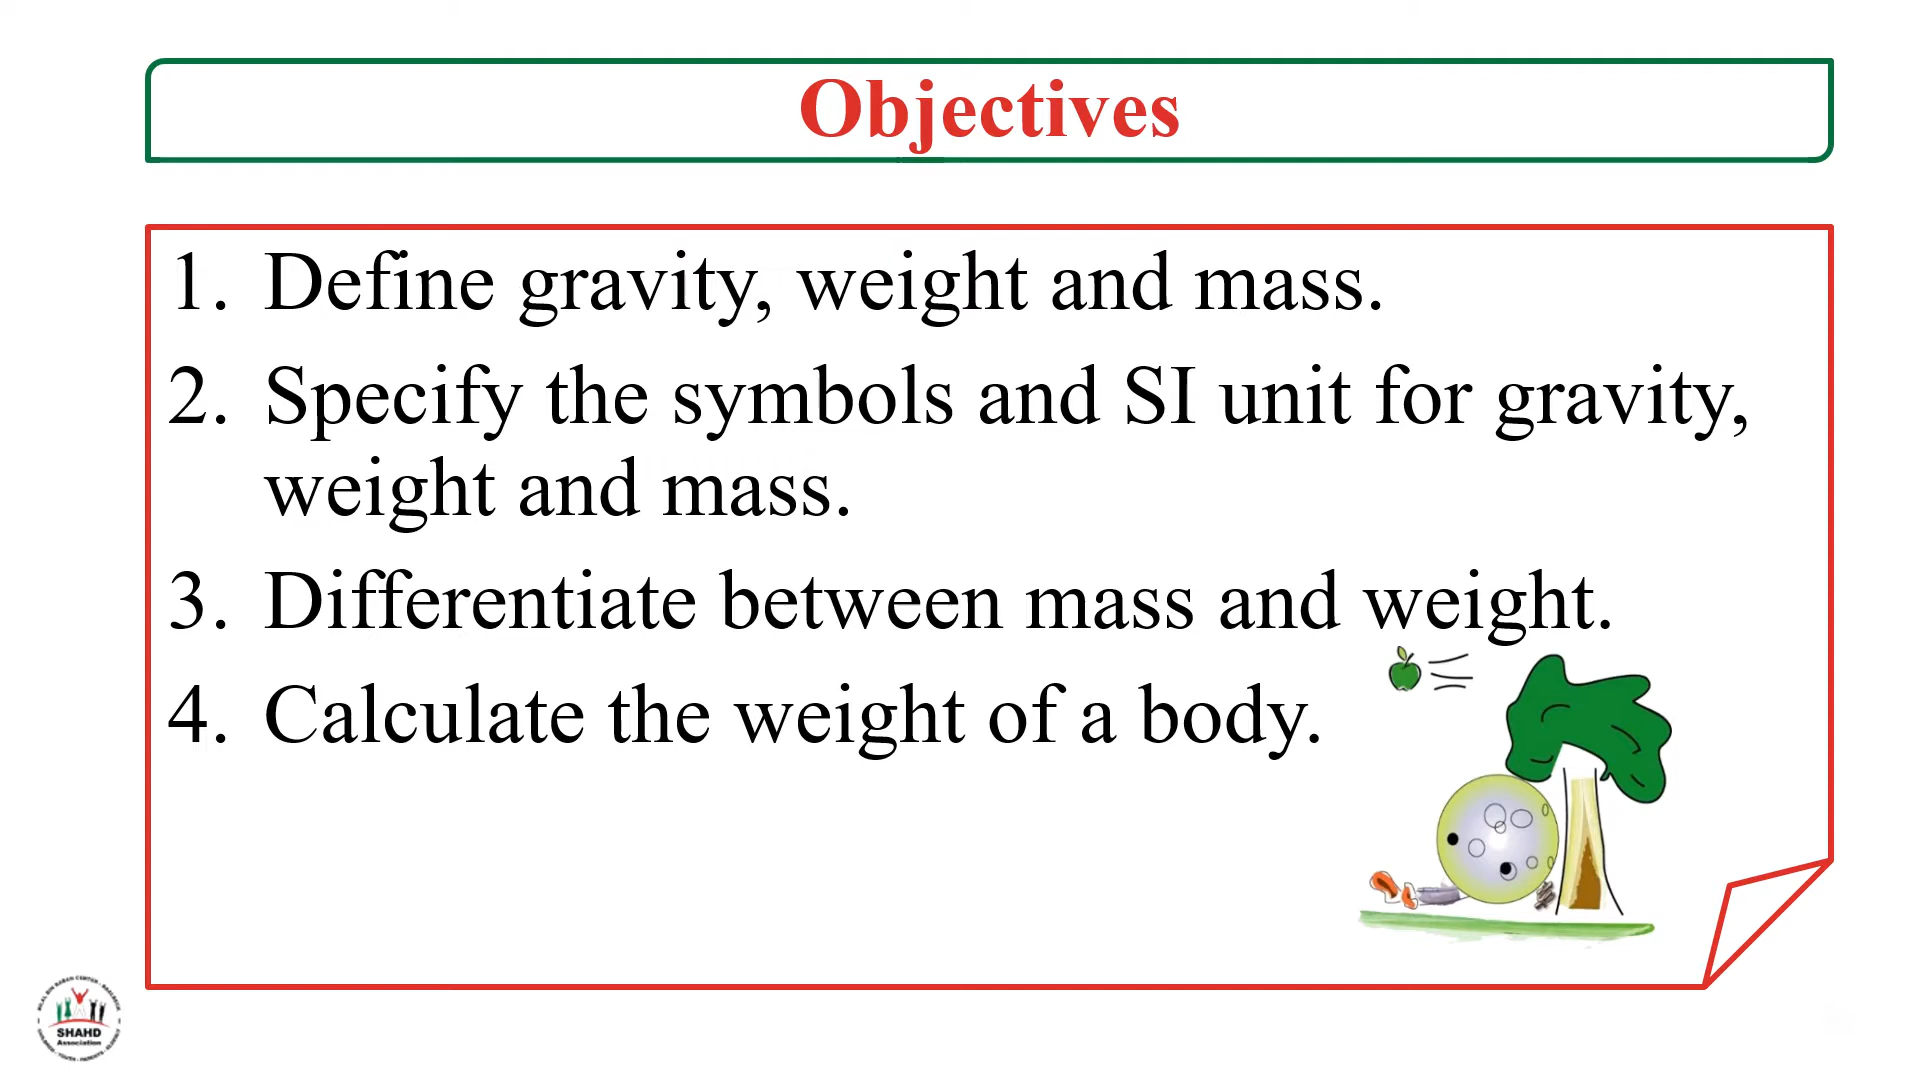 Objectives
1. Define gravity, weight and mass.
2. Specify the symbols and SI unit for gravity,
weight and mass.
3. Differentiate between mass and weight.
4. Calculate the weight of a body.
SHAHD
Association